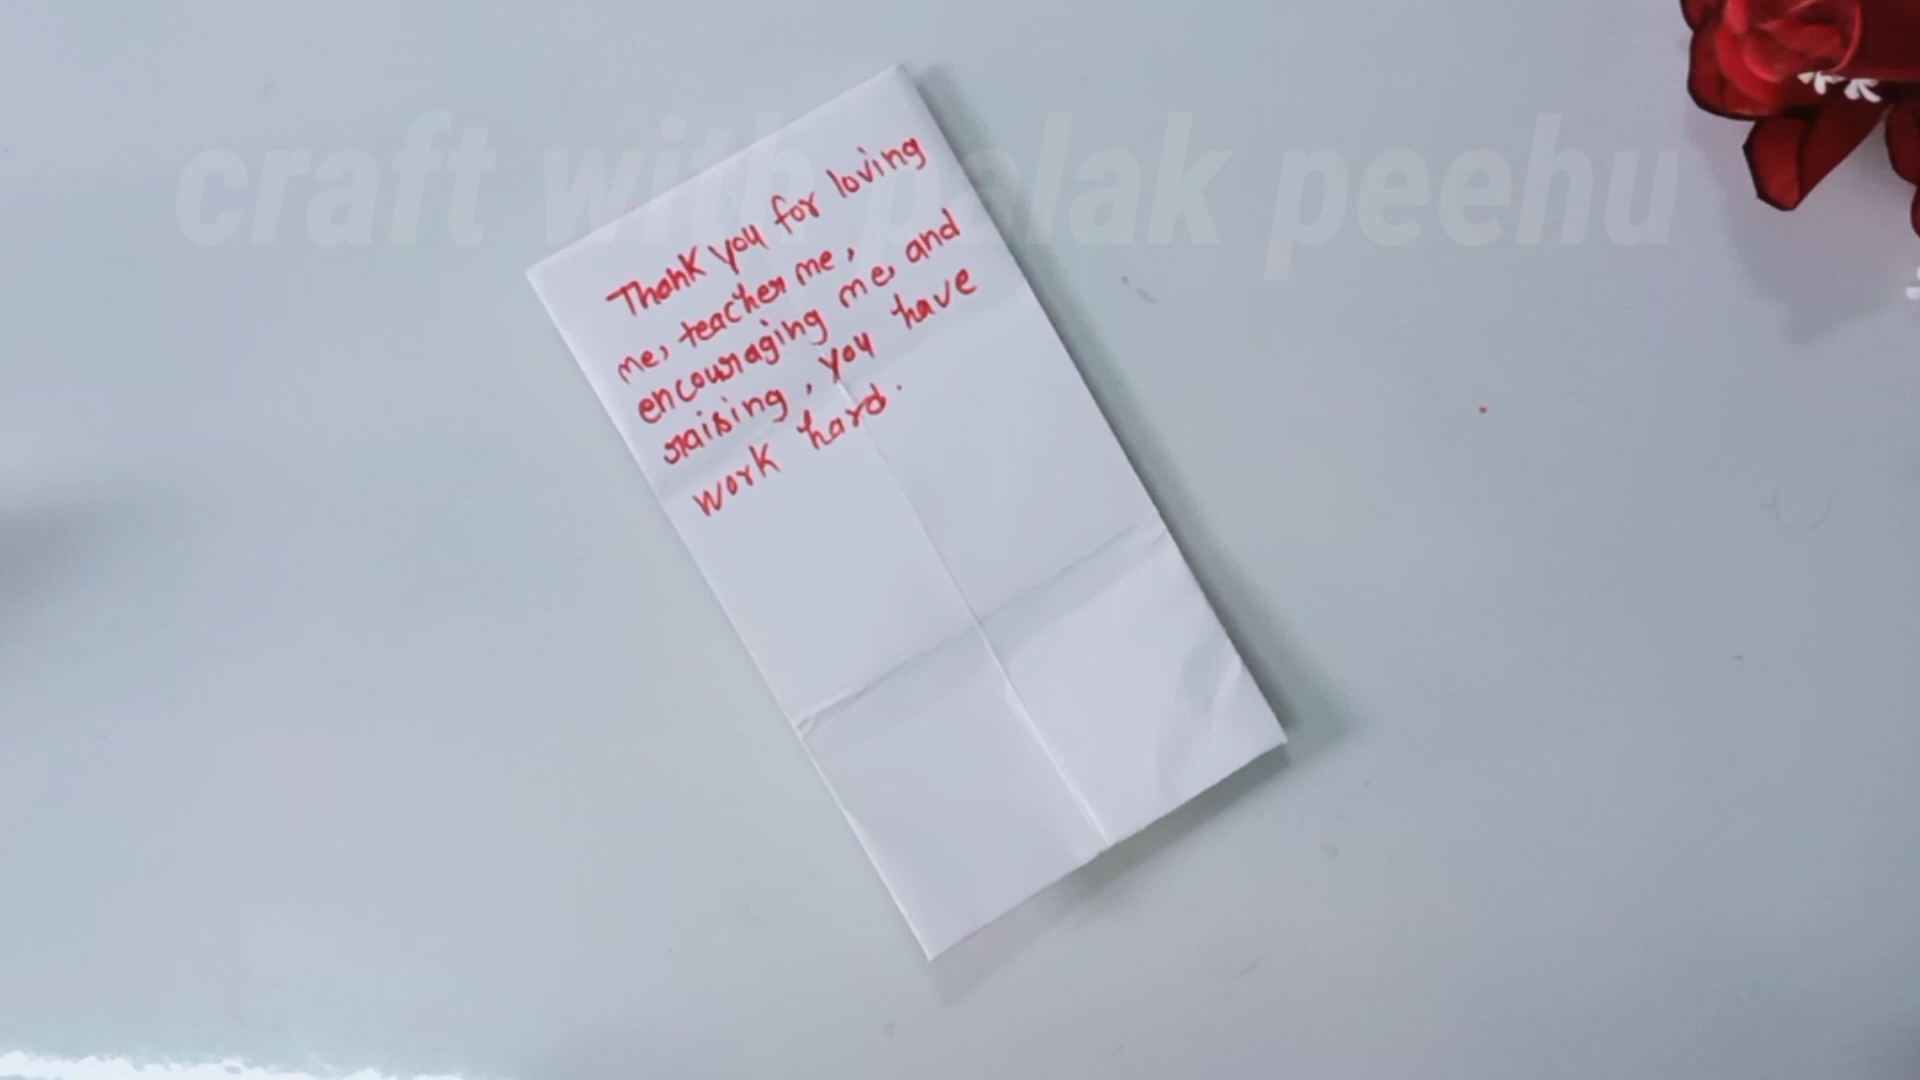 craft with palak peehu
Thank you for loving
me, teacher me,
encouraging me, and
raising, you have
work hard.